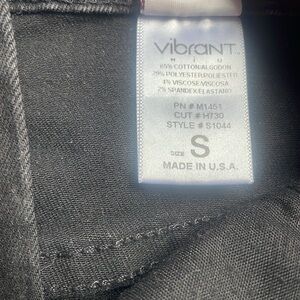 VIBRANT
M I U
65% COTTON/ALGODON
29% POLYESTER/POLIESTER
4% VISCOSE/VISCOSA
2% SPANDEX/ELASTANO
PN # M1451
CUT # H730
STYLE # S1044
SIZE S
MADE IN U.S.A.